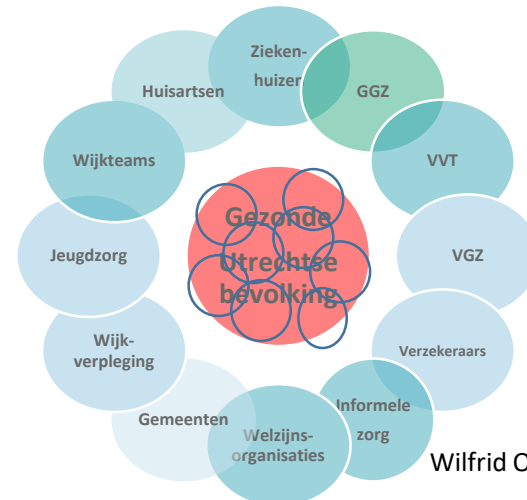 Zieken-
huizen
GGZ
VVT
VGZ
Verzekeraars
Informele
zorg
Welzijns-
organisaties
Gemeenten
Wijk-
verpleging
Jeugdzorg
Wijkteams
Huisartsen
Gezonde
Utrechtse
bevolking
Wilfrid O